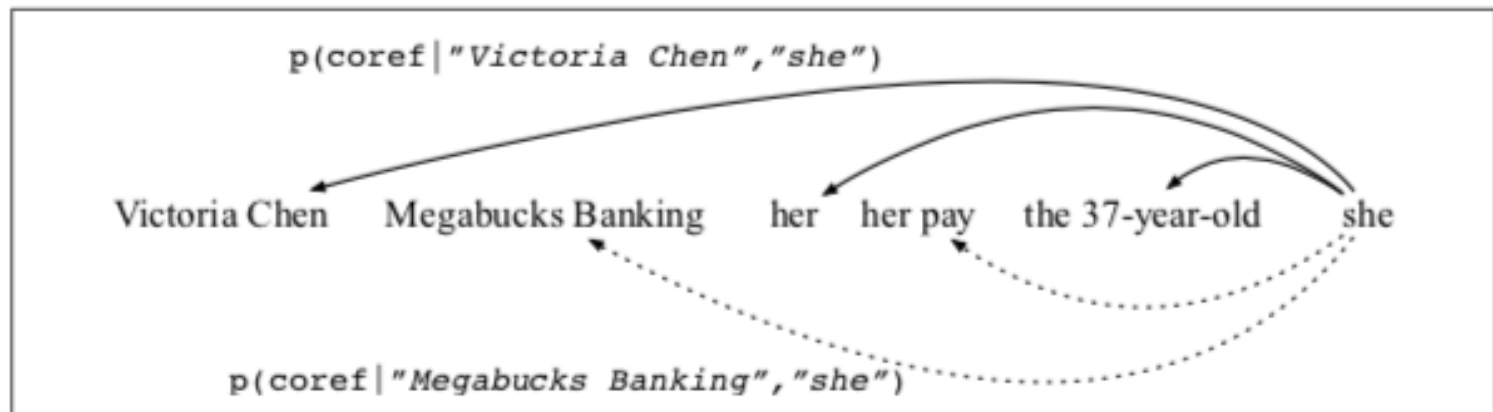 p(coref|"Victoria Chen","she")
Victoria Chen Megabucks Banking her her pay the 37-year-old she
p(coref|"Megabucks Banking","she")